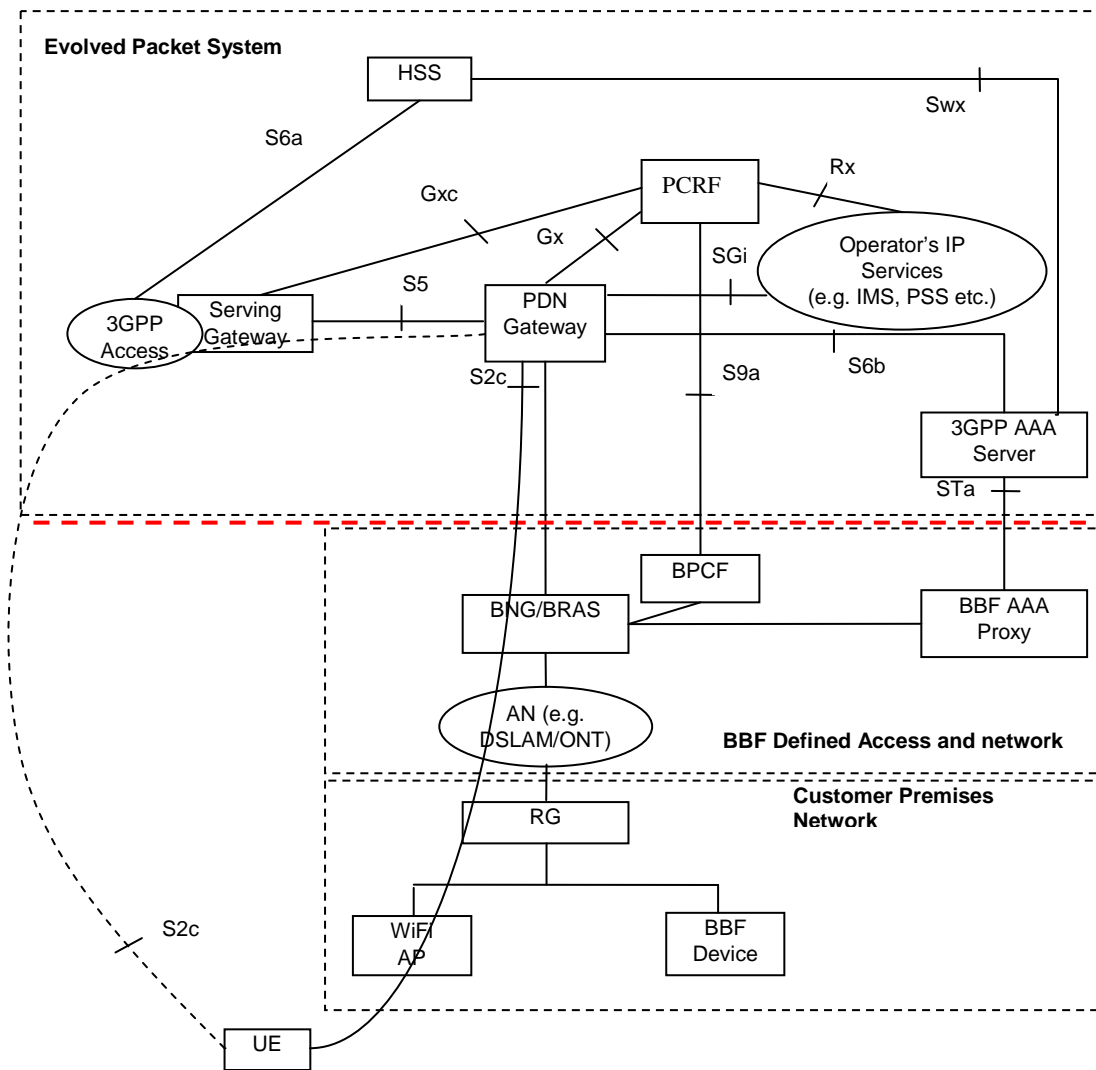 Evolved Packet System
HSS
Swx
S6a
Rx
PCRF
Gxc
Gx
SGi
Operator's IP
Services
(e.g. IMS, PSS etc.)
S5
PDN
Gateway
Serving
Gateway
3GPP
Access
S2c
S9a
S6b
3GPP AAA
Server
STa
BPCF
BNG/BRAS
BBF AAA
Proxy
AN (e.g.
DSLAM/ONT)
BBF Defined Access and network
Customer Premises
Network
RG
S2c
WiFi
AP
BBF
Device
UE